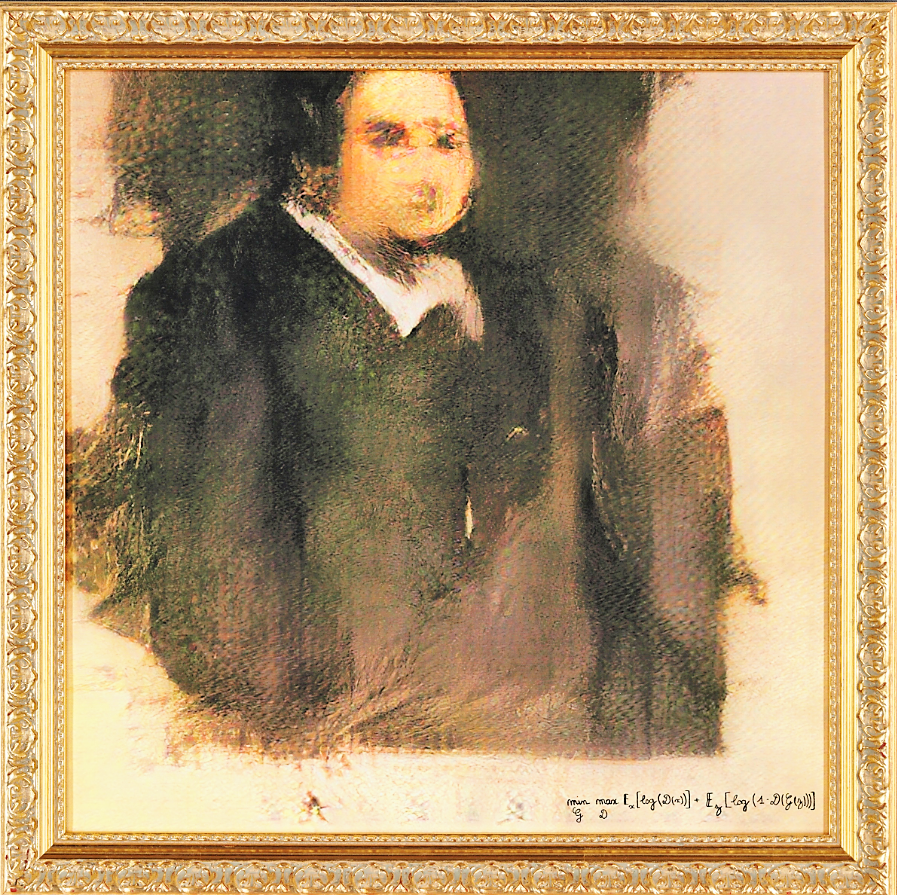 min max 𝔼ₓ[log(D(x))] + 𝔼_z[log(1-D(G(z)))]
G D